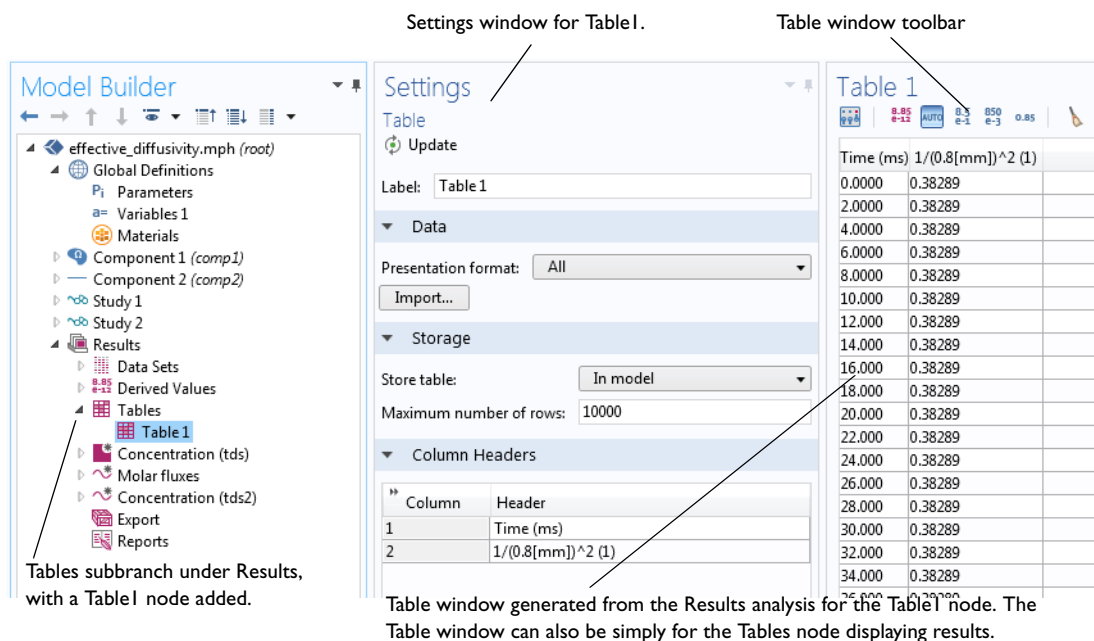 Settings window for Table1.
Table window toolbar
Model Builder
effective_diffusivity.mph (root)
Global Definitions
Pi Parameters
a= Variables 1
Materials
Component 1 (comp1)
Component 2 (comp2)
Study 1
Study 2
Results
Data Sets
8.85 e-12 Derived Values
Tables
Table 1
Concentration (tds)
Molar fluxes
Concentration (tds2)
Export
Reports
Tables subbranch under Results,
with a Table1 node added.
Settings
Table
Update
Label: Table 1
Data
Presentation format: All
Import...
Storage
Store table: In model
Maximum number of rows: 10000
Column Headers
Column Header
1 Time (ms)
2 1/(0.8[mm])^2 (1)
Table 1
8.85 e-12 AUTO 8.5 e-1 850 e-3 0.85
Time (ms) 1/(0.8[mm])^2 (1)
0.0000 0.38289
2.0000 0.38289
4.0000 0.38289
6.0000 0.38289
8.0000 0.38289
10.000 0.38289
12.000 0.38289
14.000 0.38289
16.000 0.38289
18.000 0.38289
20.000 0.38289
22.000 0.38289
24.000 0.38289
26.000 0.38289
28.000 0.38289
30.000 0.38289
32.000 0.38289
34.000 0.38289
Table window generated from the Results analysis for the Table1 node. The
Table window can also be simply for the Tables node displaying results.